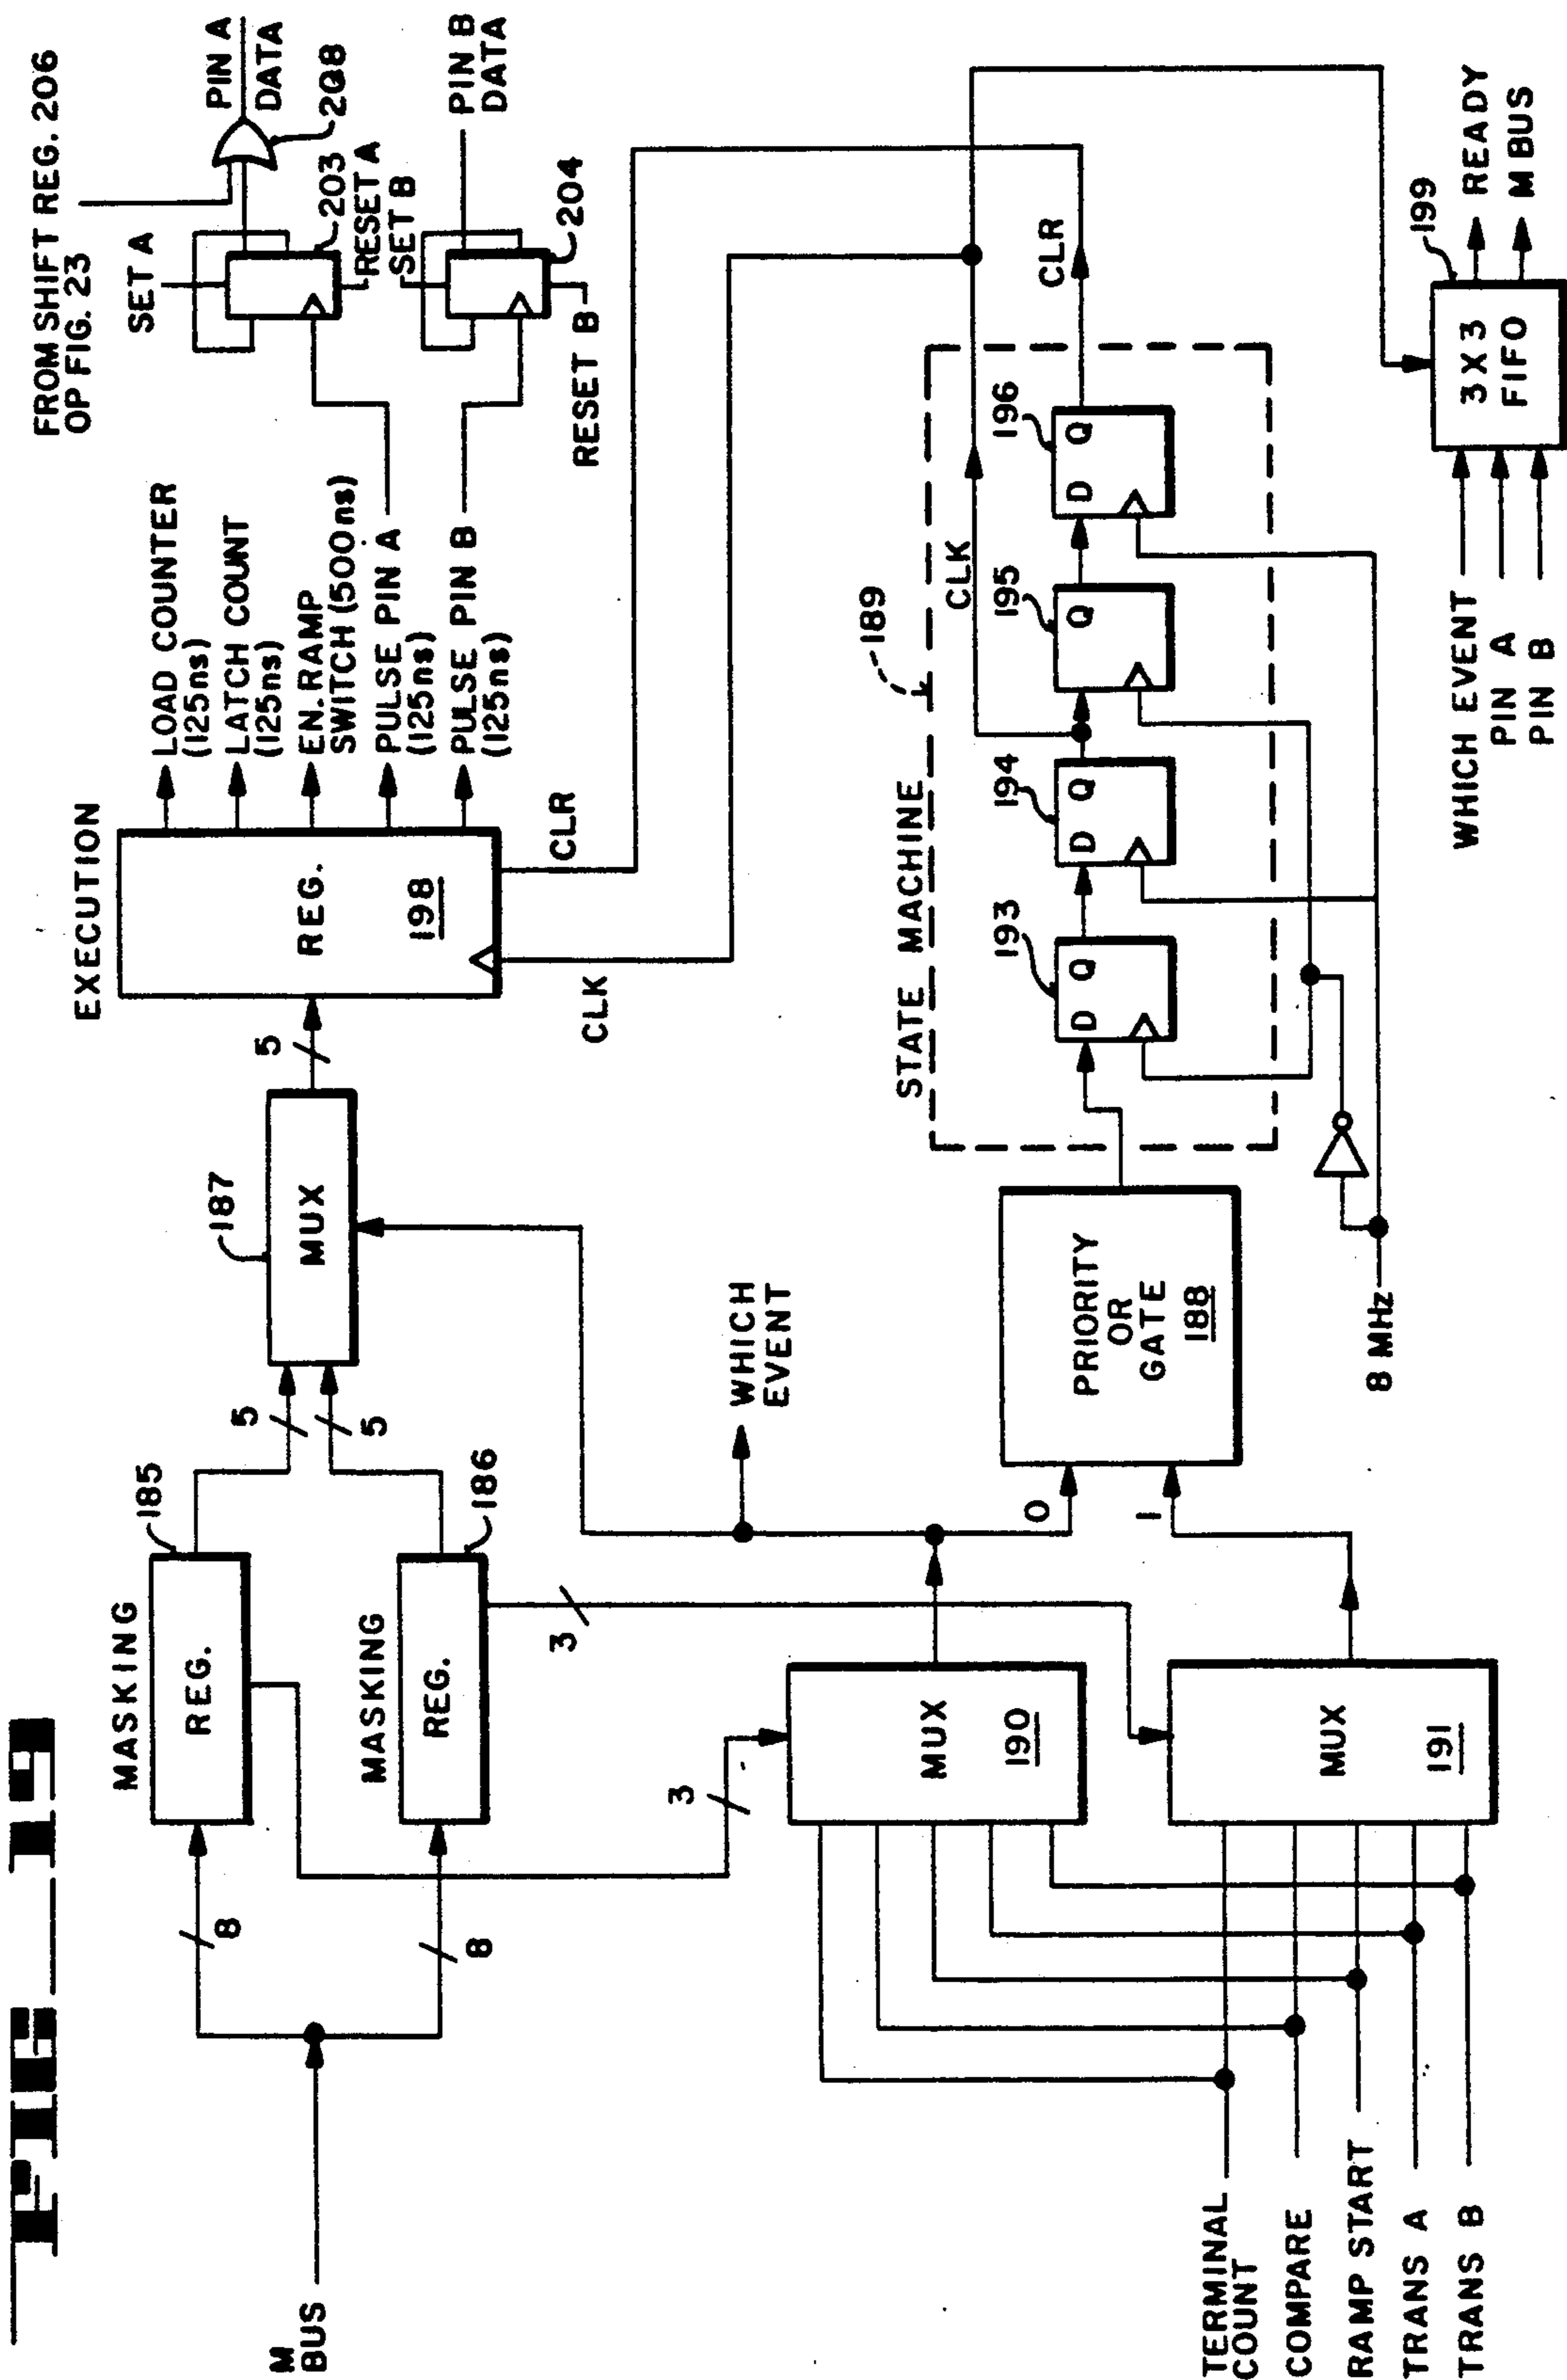 FIG 19
M
BUS
8
8
MASKING
REG.
185
MASKING
REG.
186
3
3
5
5
187
MUX
5
EXECUTION
REG.
198
CLK
CLR
LOAD COUNTER
(125ns)
LATCH COUNT
(125ns)
EN. RAMP
SWITCH (500ns)
PULSE PIN A
(125ns)
PULSE PIN B
(125ns)
FROM SHIFT REG. 206
OP FIG. 23
SET A
PIN A
DATA
208
203
RESET A
SET B
PIN B
DATA
204
RESET B
WHICH
EVENT
TERMINAL
COUNT
COMPARE
RAMP START
TRANS A
TRANS B
MUX
190
MUX
191
0
1
PRIORITY
OR
GATE
188
8 MHz
STATE MACHINE
189
193
D Q
194
D Q
CLK
195
Q
196
D Q
CLR
WHICH EVENT
PIN A
PIN B
199
3X3
FIFO
READY
M BUS